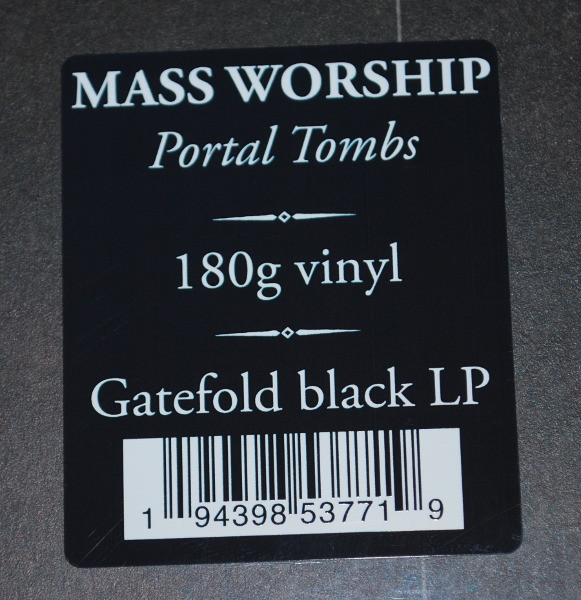 MASS WORSHIP
Portal Tombs
180g vinyl
Gatefold black LP
1 94398 53771 9